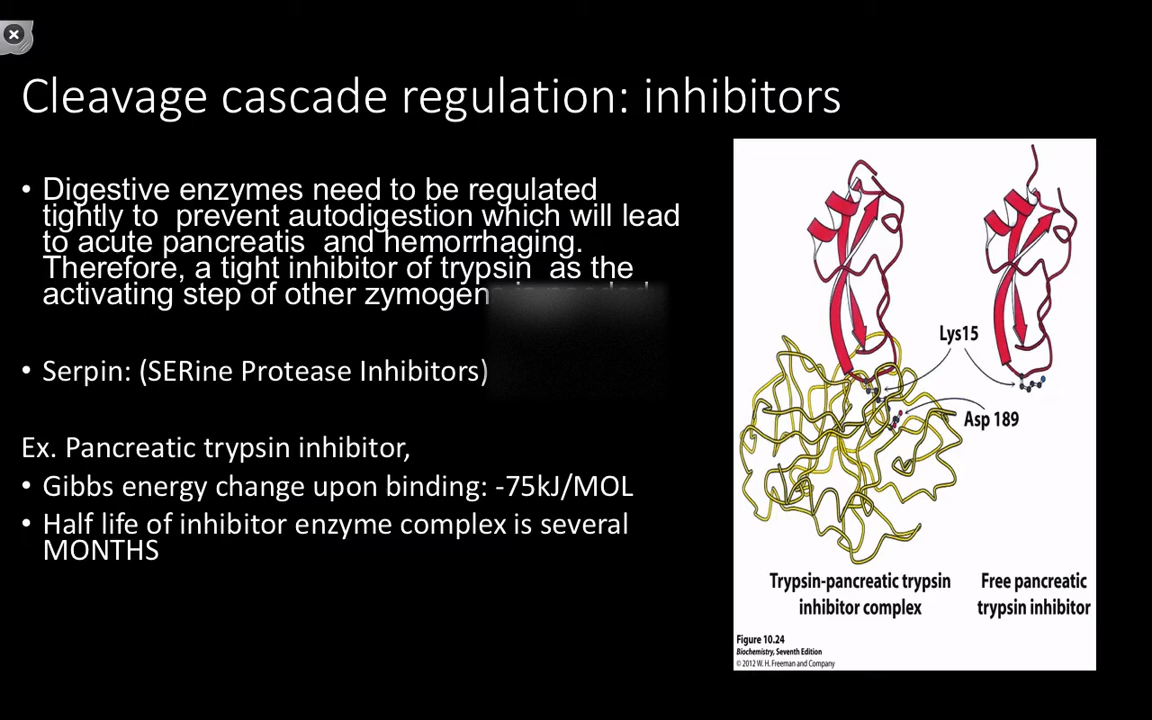 Cleavage cascade regulation: inhibitors
• Digestive enzymes need to be regulated
tightly to prevent autodigestion which will lead
to acute pancreatis and hemorrhaging.
Therefore, a tight inhibitor of trypsin as the
activating step of other zymogens
• Serpin: (SERine Protease Inhibitors)
Ex. Pancreatic trypsin inhibitor,
• Gibbs energy change upon binding: -75kJ/MOL
• Half life of inhibitor enzyme complex is several
MONTHS
Lys15
Asp 189
Trypsin-pancreatic trypsin
inhibitor complex
Free pancreatic
trypsin inhibitor
Figure 10.24
Biochemistry, Seventh Edition
© 2012 W. H. Freeman and Company